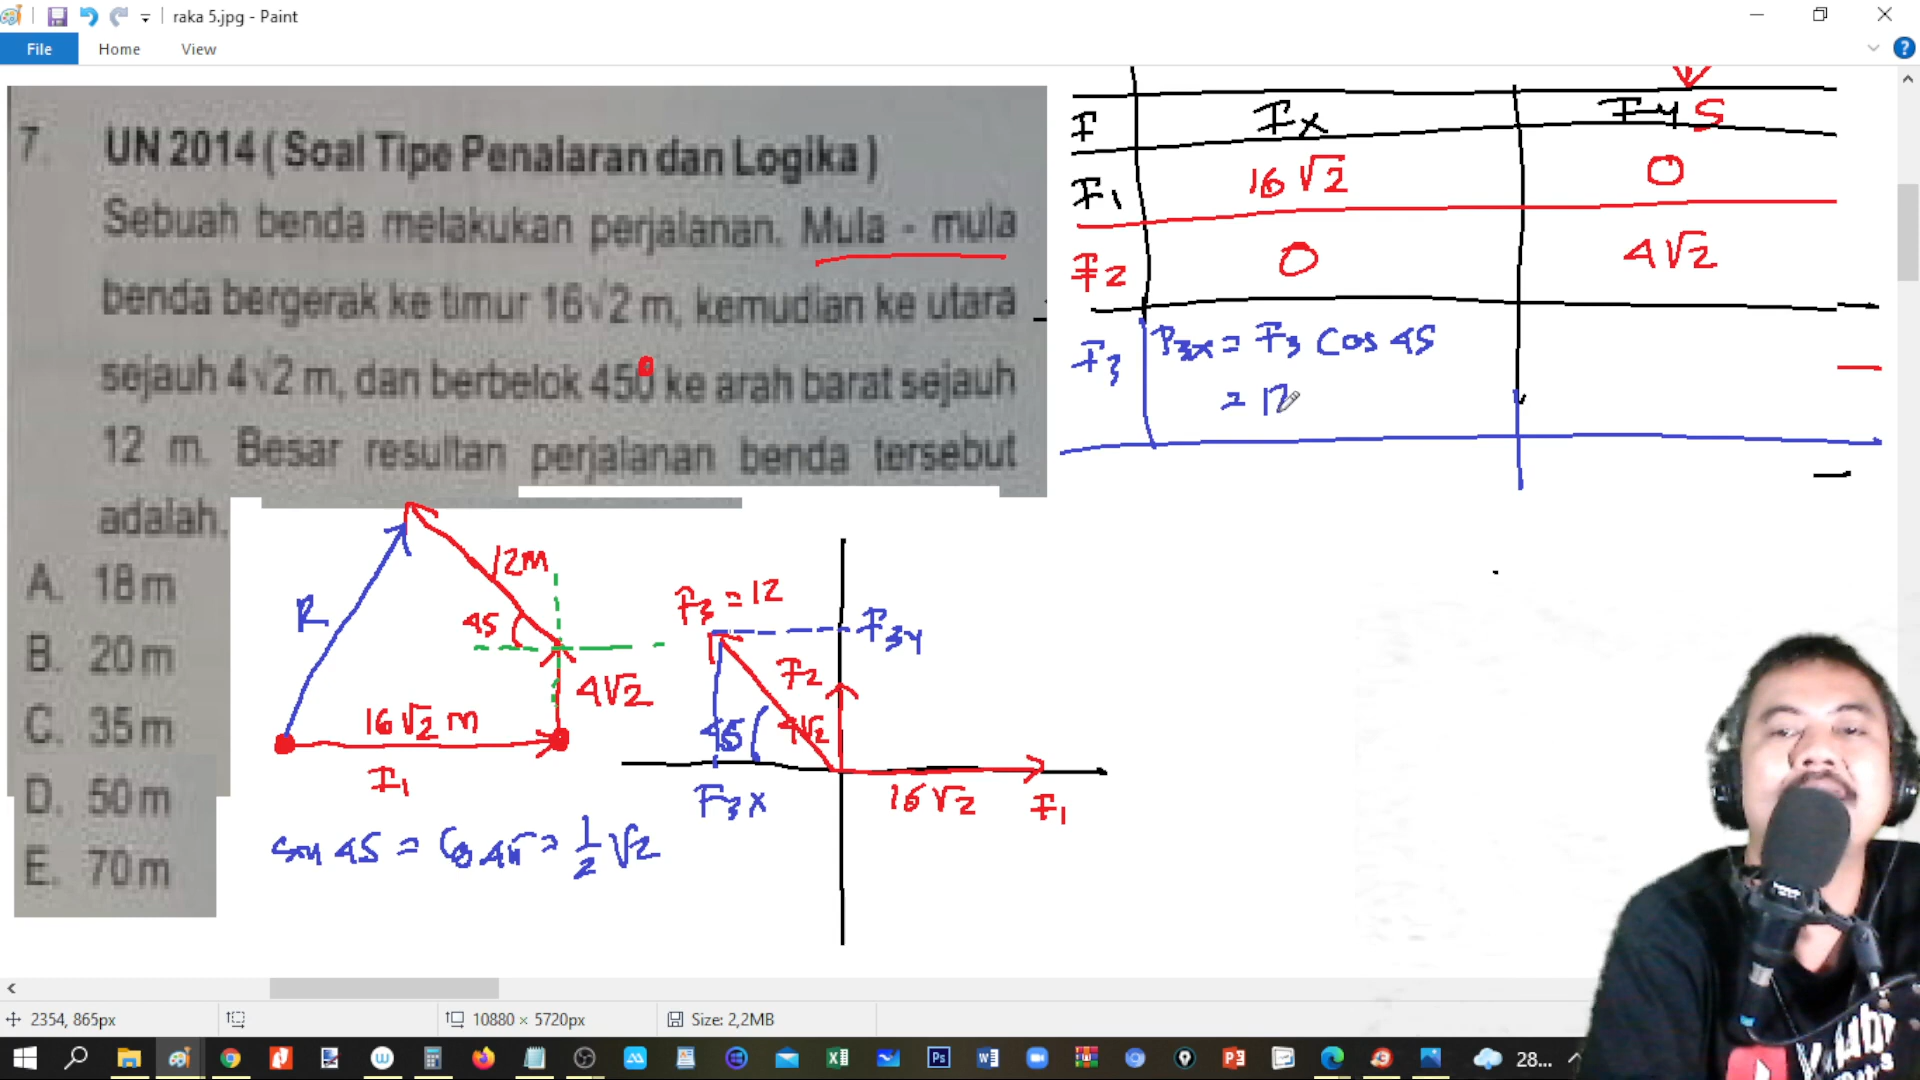 raka 5.jpg - Paint
File Home View
7. UN 2014 ( Soal Tipe Penalaran dan Logika )
Sebuah benda melakukan perjalanan. Mula - mula
benda bergerak ke timur 16√2 m, kemudian ke utara
sejauh 4√2 m, dan berbelok 450 ke arah barat sejauh
12 m. Besar resultan perjalanan benda tersebut
adalah.
A. 18 m
B. 20 m
C. 35 m
D. 50 m
E. 70 m
R
12 m
45
4√2
16√2 m
F1
sin 45 = Cos 45 = 1/2 √2
F3 = 12
F3y
F2
45
4√2
F3x
16√2
F1
S
F Fx Fy
F1 16√2 0
F2 0 4√2
F3 F3x = F3 Cos 45
= 12
2354, 865px
10880 × 5720px
Size: 2,2MB
28...